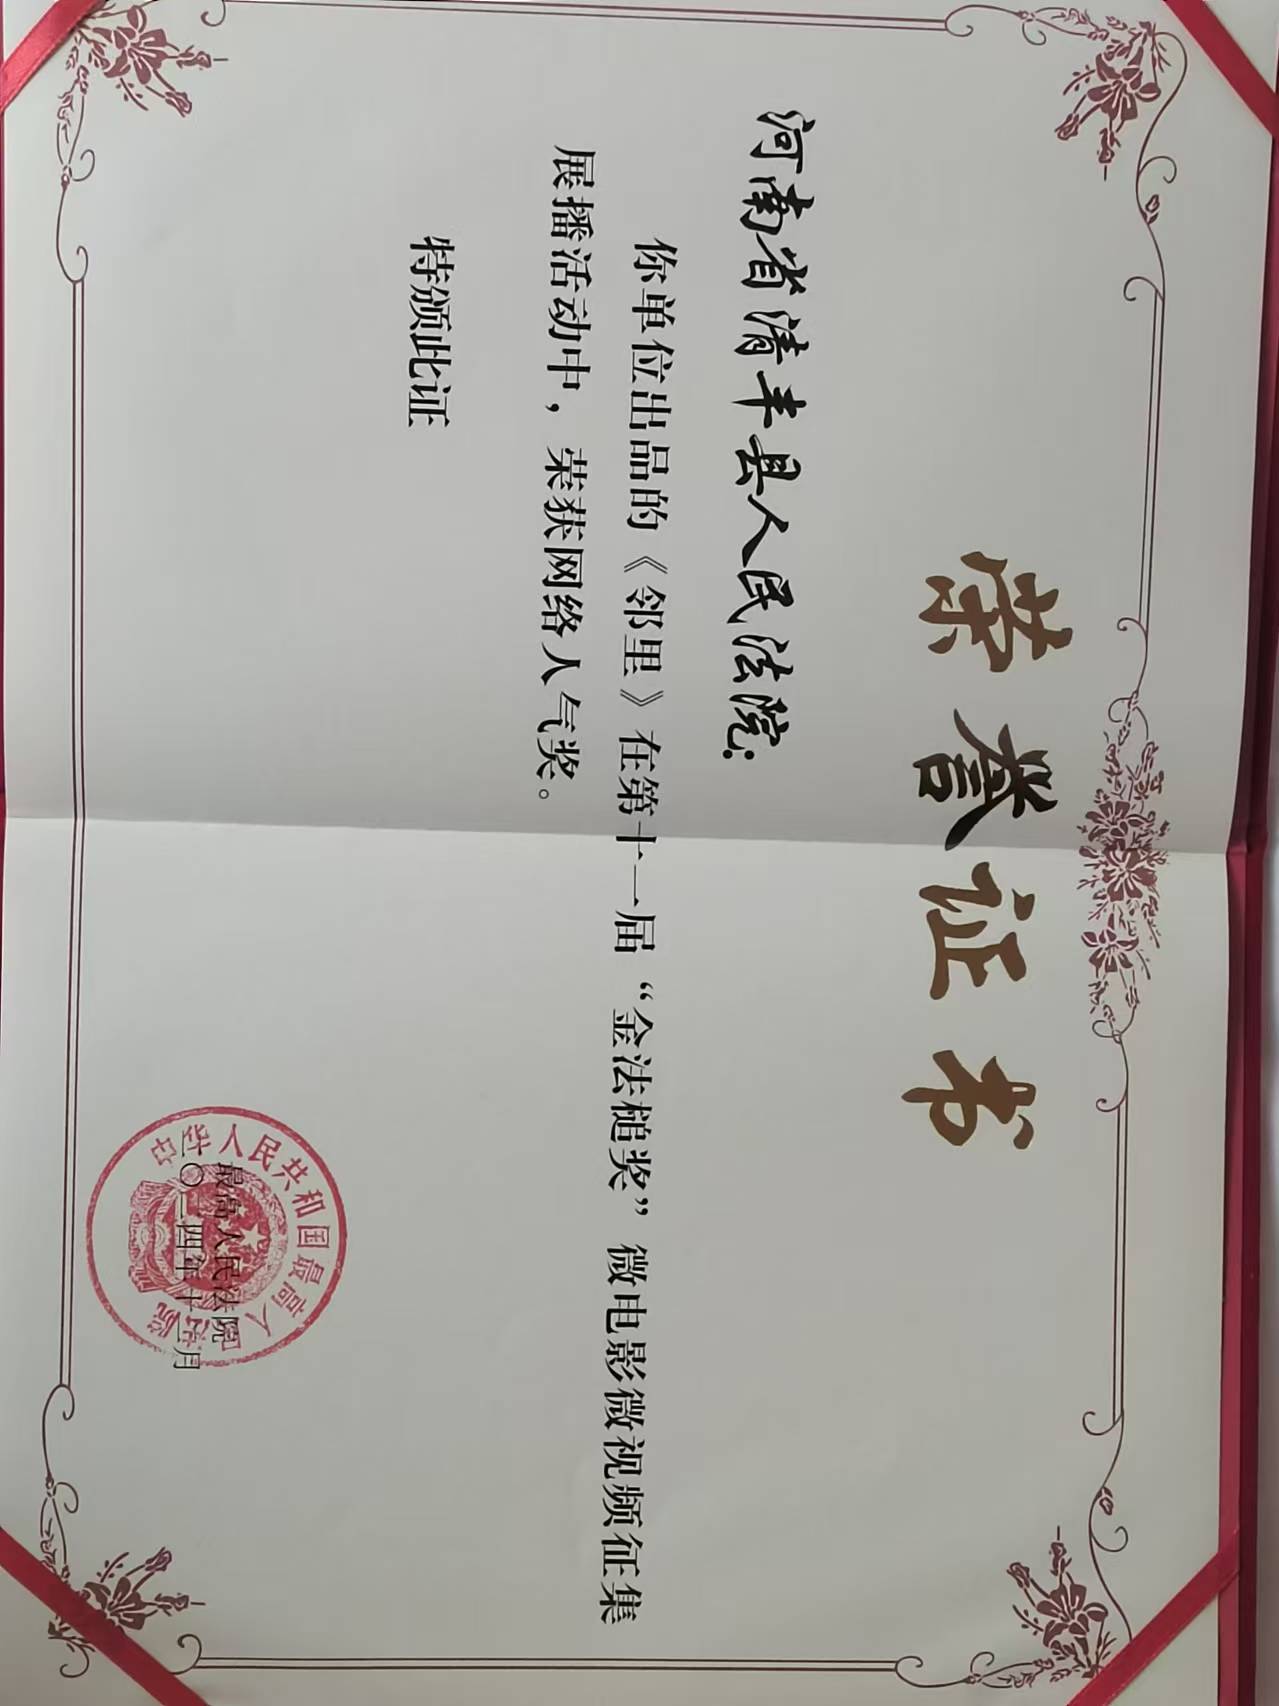 荣誉证书
河南省清丰县人民法院:
你单位出品的《邻里》在第十一届“金法槌奖”微电影微视频征集
展播活动中，荣获网络人气奖。
特颁此证
中华人民共和国最高人民法院
最高人民法院
二〇二四年十二月